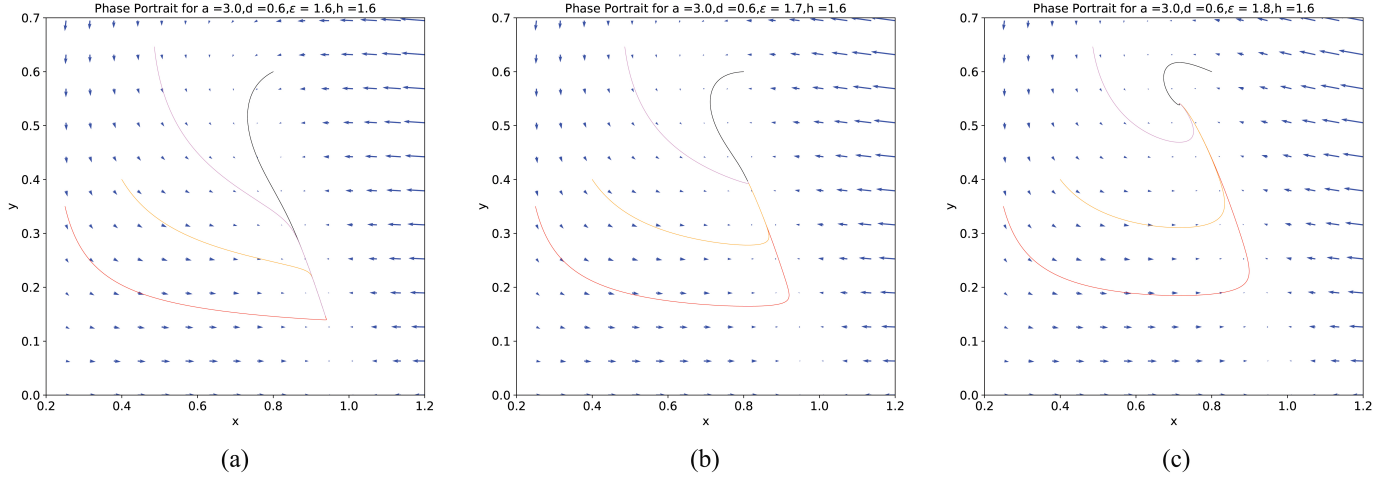 Phase Portrait for a =3.0,d =0.6,ε = 1.6,h =1.6
0.7
0.6
0.5
0.4
0.3
0.2
0.1
0.0
y
0.2 0.4 0.6 0.8 1.0 1.2
x
(a)
Phase Portrait for a =3.0,d =0.6,ε = 1.7,h =1.6
0.7
0.6
0.5
0.4
0.3
0.2
0.1
0.0
y
0.2 0.4 0.6 0.8 1.0 1.2
x
(b)
Phase Portrait for a =3.0,d =0.6,ε = 1.8,h =1.6
0.7
0.6
0.5
0.4
0.3
0.2
0.1
0.0
y
0.2 0.4 0.6 0.8 1.0 1.2
x
(c)